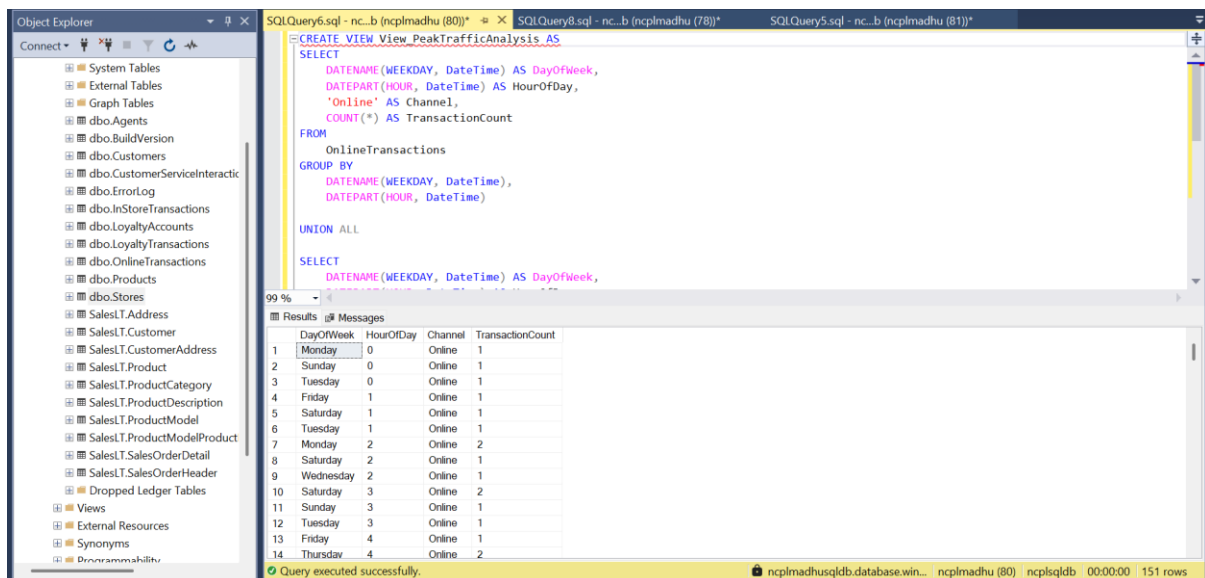 Object Explorer
Connect
System Tables
External Tables
Graph Tables
dbo.Agents
dbo.BuildVersion
dbo.Customers
dbo.CustomerServiceInteractic
dbo.ErrorLog
dbo.InStoreTransactions
dbo.LoyaltyAccounts
dbo.LoyaltyTransactions
dbo.OnlineTransactions
dbo.Products
dbo.Stores
SalesLT.Address
SalesLT.Customer
SalesLT.CustomerAddress
SalesLT.Product
SalesLT.ProductCategory
SalesLT.ProductDescription
SalesLT.ProductModel
SalesLT.ProductModelProduct
SalesLT.SalesOrderDetail
SalesLT.SalesOrderHeader
Dropped Ledger Tables
Views
External Resources
Synonyms
Programmability
SQLQuery6.sql - nc...b (ncplmadhu (80))* SQLQuery8.sql - nc...b (ncplmadhu (78))* SQLQuery5.sql - nc...b (ncplmadhu (81))*
CREATE VIEW View_PeakTrafficAnalysis AS
SELECT
DATENAME(WEEKDAY, DateTime) AS DayOfWeek,
DATEPART(HOUR, DateTime) AS HourOfDay,
'Online' AS Channel,
COUNT(*) AS TransactionCount
FROM
OnlineTransactions
GROUP BY
DATENAME(WEEKDAY, DateTime),
DATEPART(HOUR, DateTime)
UNION ALL
SELECT
DATENAME(WEEKDAY, DateTime) AS DayOfWeek,
99 %
Results Messages
DayOfWeek HourOfDay Channel TransactionCount
1 Monday 0 Online 1
2 Sunday 0 Online 1
3 Tuesday 0 Online 1
4 Friday 1 Online 1
5 Saturday 1 Online 1
6 Tuesday 1 Online 1
7 Monday 2 Online 2
8 Saturday 2 Online 1
9 Wednesday 2 Online 1
10 Saturday 3 Online 2
11 Sunday 3 Online 1
12 Tuesday 3 Online 1
13 Friday 4 Online 1
14 Thursday 4 Online 2
Query executed successfully. ncplmadhusqldb.database.win... ncplmadhu (80) ncplsqldb 00:00:00 151 rows